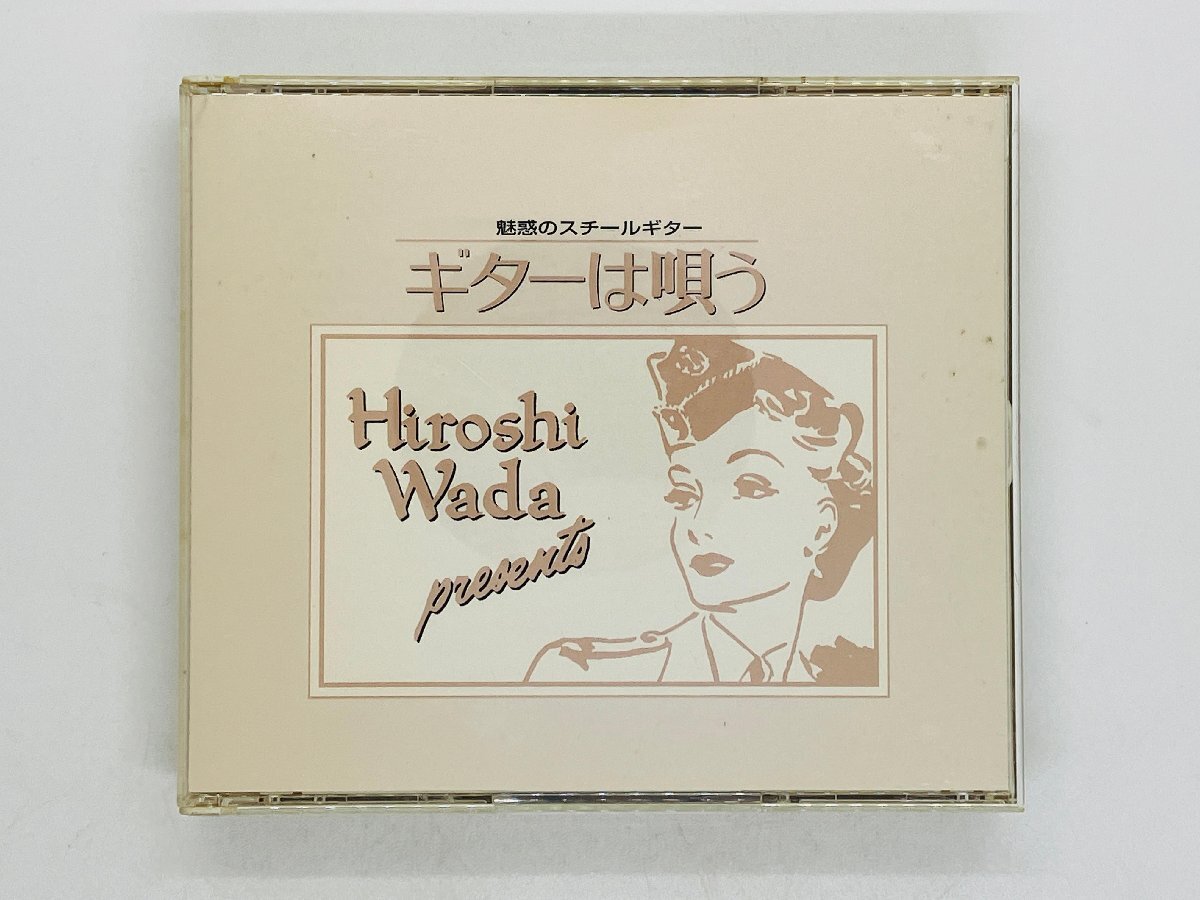 魅惑のスチールギター
ギターは唄う
Hiroshi
Wada
presents